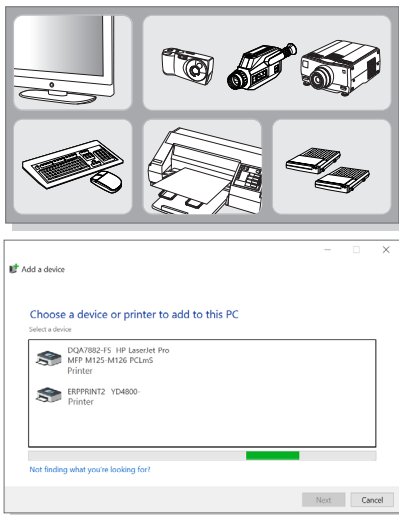 Add a device
Choose a device or printer to add to this PC
Select a device
DQA7882-F5 HP LaserJet Pro
MFP M125-M126 PCLmS
Printer
ERPPRINT2 YD4800-
Printer
Not finding what you're looking for?
Next Cancel